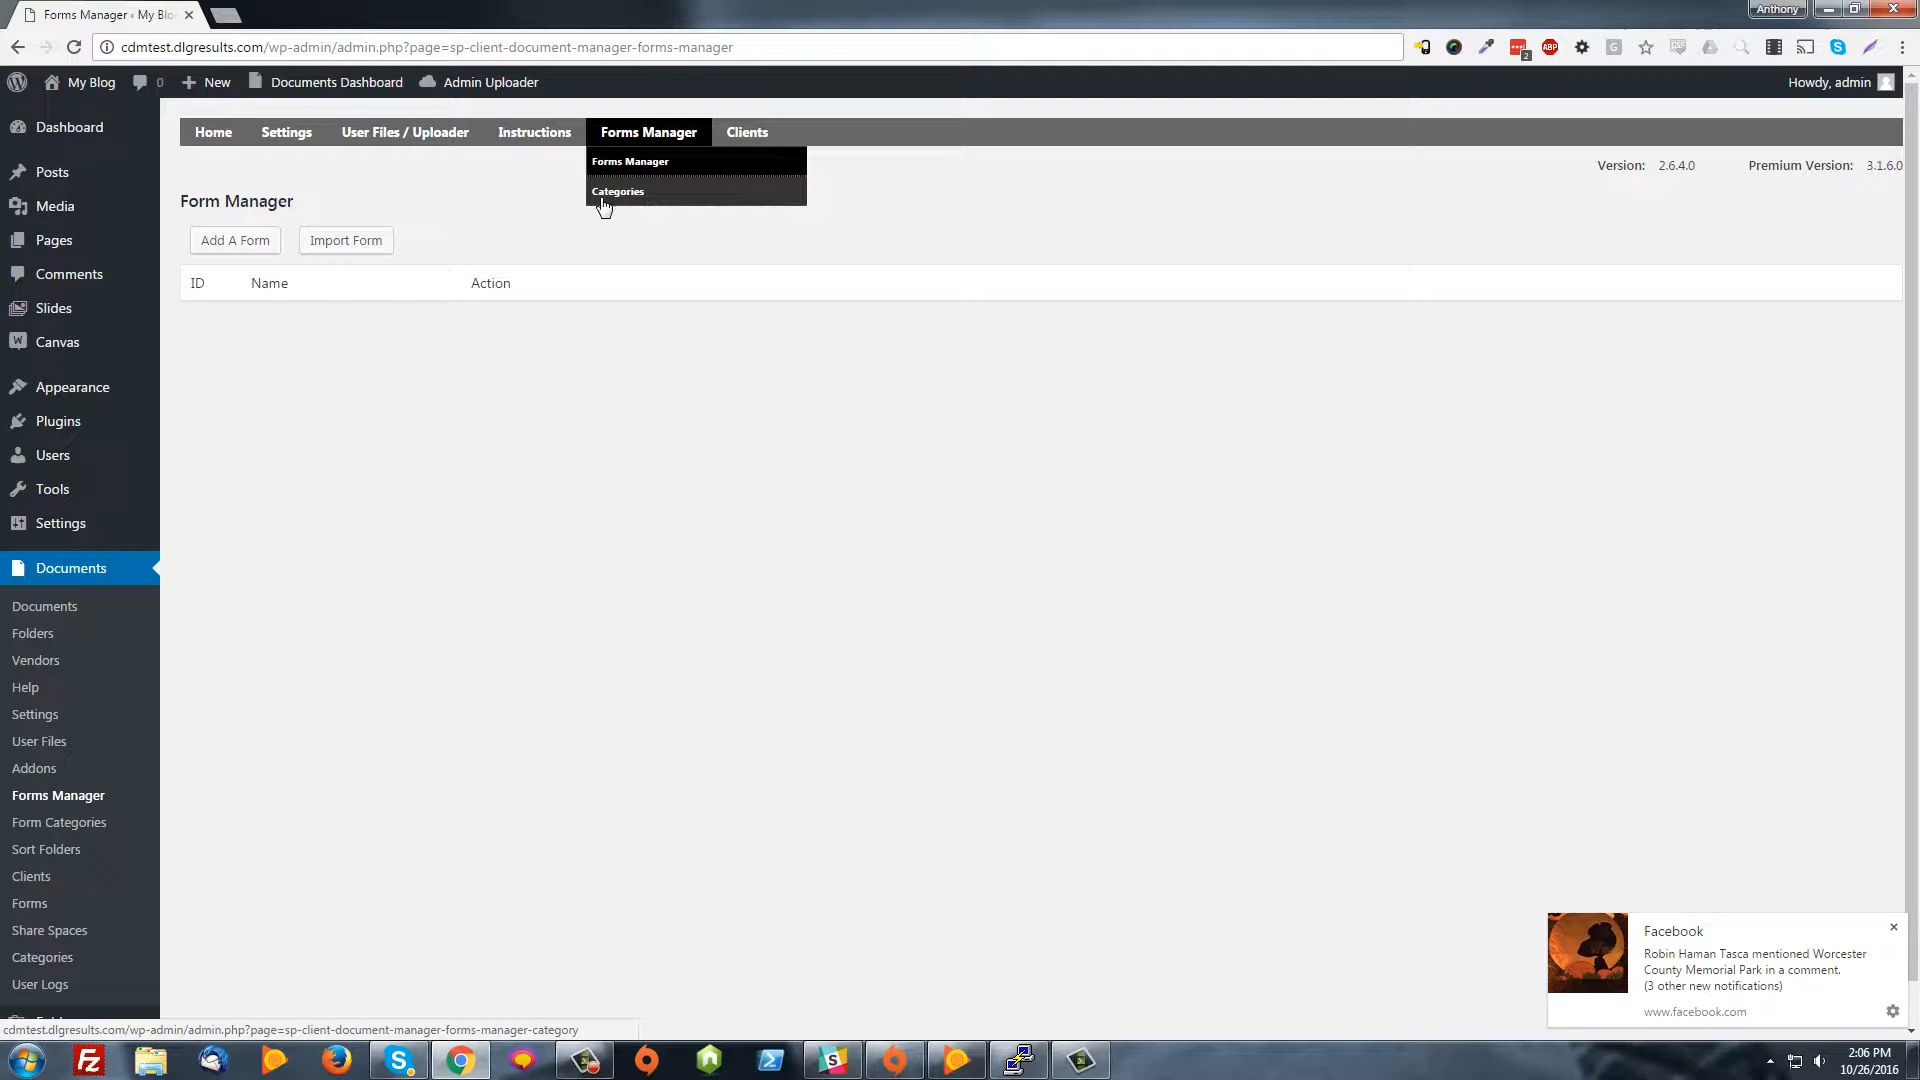 Forms Manager ‹ My Blo
Anthony
cdmtest.dlgresults.com/wp-admin/admin.php?page=sp-client-document-manager-forms-manager
2
ABP
My Blog
0
New
Documents Dashboard
Admin Uploader
Howdy, admin
Dashboard
Home
Settings
User Files / Uploader
Instructions
Forms Manager
Clients
Forms Manager
Categories
Version:
2.6.4.0
Premium Version:
3.1.6.0
Form Manager
Add A Form
Import Form
ID
Name
Action
Posts
Media
Pages
Comments
Slides
Canvas
Appearance
Plugins
Users
Tools
Settings
Documents
Documents
Folders
Vendors
Help
Settings
User Files
Addons
Forms Manager
Form Categories
Sort Folders
Clients
Forms
Share Spaces
Categories
User Logs
Facebook
Robin Haman Tasca mentioned Worcester
County Memorial Park in a comment.
(3 other new notifications)
www.facebook.com
cdmtest.dlgresults.com/wp-admin/admin.php?page=sp-client-document-manager-forms-manager-category
2:06 PM
10/26/2016